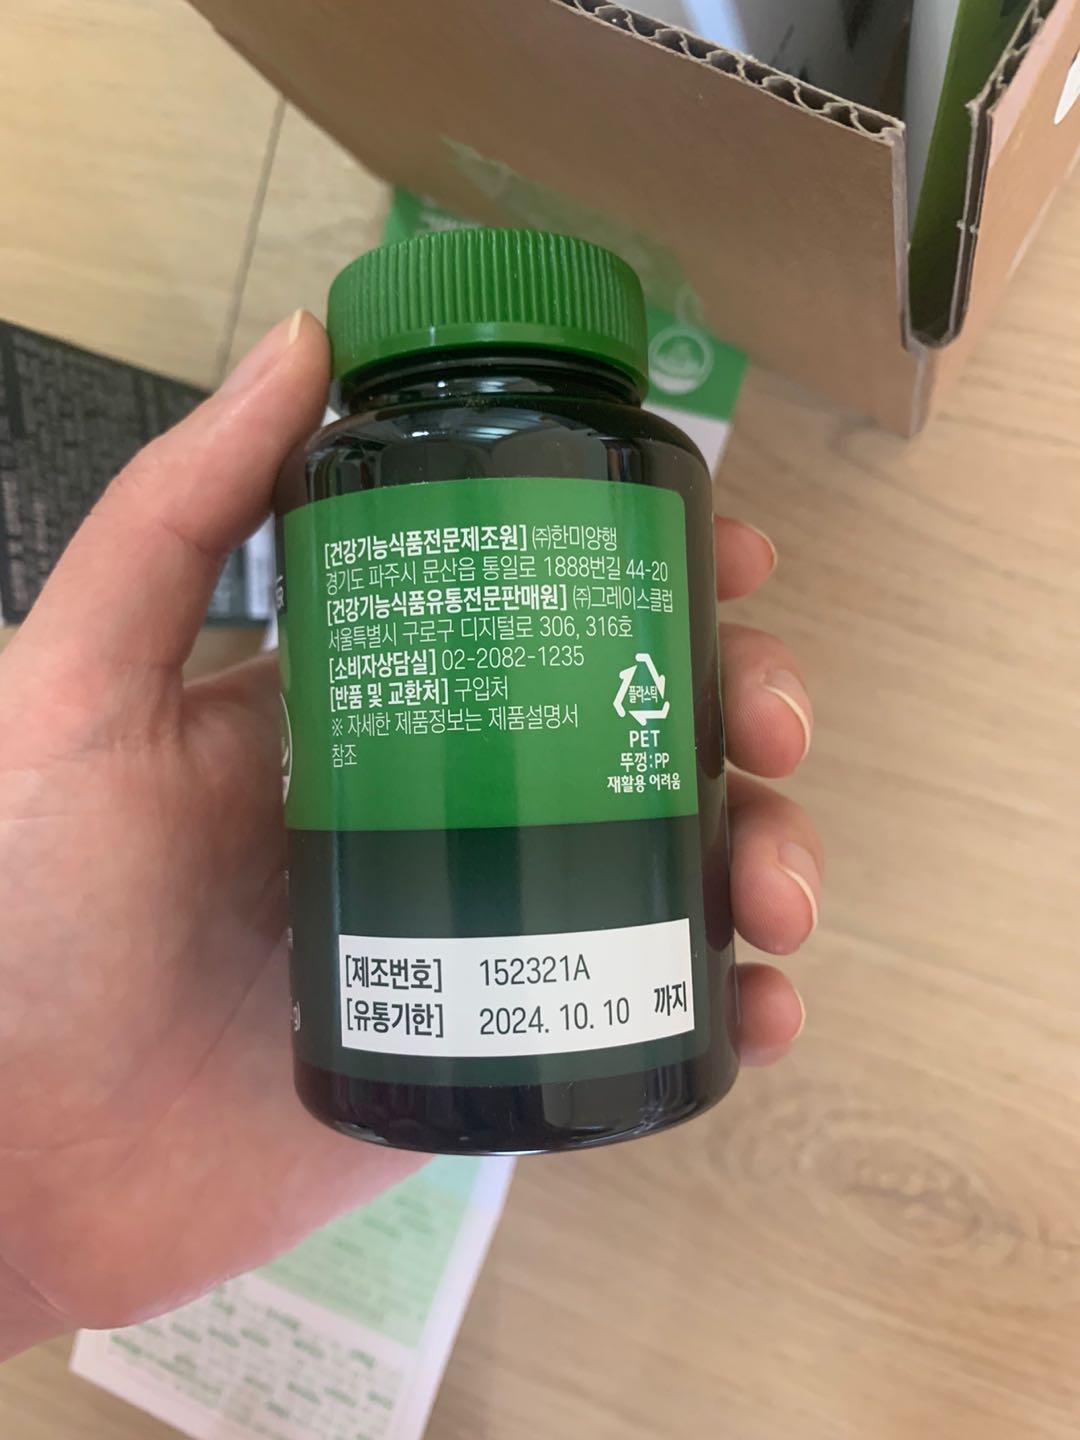 [건강기능식품전문제조원] ㈜한미양행
경기도 파주시 문산읍 통일로 1888번길 44-20
[건강기능식품유통전문판매원] ㈜그레이스클럽
서울특별시 구로구 디지털로 306, 316호
[소비자상담실] 02-2082-1235
[반품 및 교환처] 구입처
※ 자세한 제품정보는 제품설명서
참조
플라스틱
PET
뚜껑:PP
재활용 어려움
[제조번호] 152321A
[유통기한] 2024. 10. 10 까지